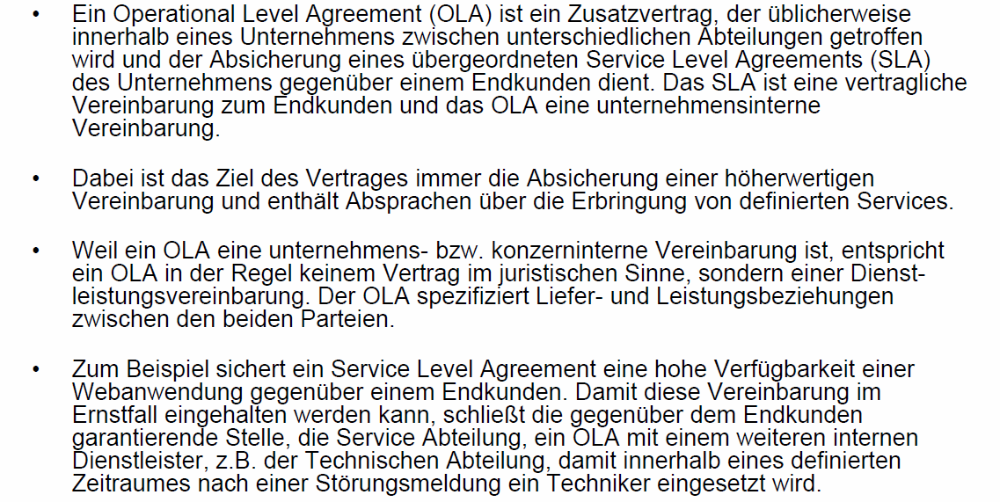 • Ein Operational Level Agreement (OLA) ist ein Zusatzvertrag, der üblicherweise
innerhalb eines Unternehmens zwischen unterschiedlichen Abteilungen getroffen
wird und der Absicherung eines übergeordneten Service Level Agreements (SLA)
des Unternehmens gegenüber einem Endkunden dient. Das SLA ist eine vertragliche
Vereinbarung zum Endkunden und das OLA eine unternehmensinterne
Vereinbarung.
• Dabei ist das Ziel des Vertrages immer die Absicherung einer höherwertigen
Vereinbarung und enthält Absprachen über die Erbringung von definierten Services.
• Weil ein OLA eine unternehmens- bzw. konzerninterne Vereinbarung ist, entspricht
ein OLA in der Regel keinem Vertrag im juristischen Sinne, sondern einer Dienst-
leistungsvereinbarung. Der OLA spezifiziert Liefer- und Leistungsbeziehungen
zwischen den beiden Parteien.
• Zum Beispiel sichert ein Service Level Agreement eine hohe Verfügbarkeit einer
Webanwendung gegenüber einem Endkunden. Damit diese Vereinbarung im
Ernstfall eingehalten werden kann, schließt die gegenüber dem Endkunden
garantierende Stelle, die Service Abteilung, ein OLA mit einem weiteren internen
Dienstleister, z.B. der Technischen Abteilung, damit innerhalb eines definierten
Zeitraumes nach einer Störungsmeldung ein Techniker eingesetzt wird.